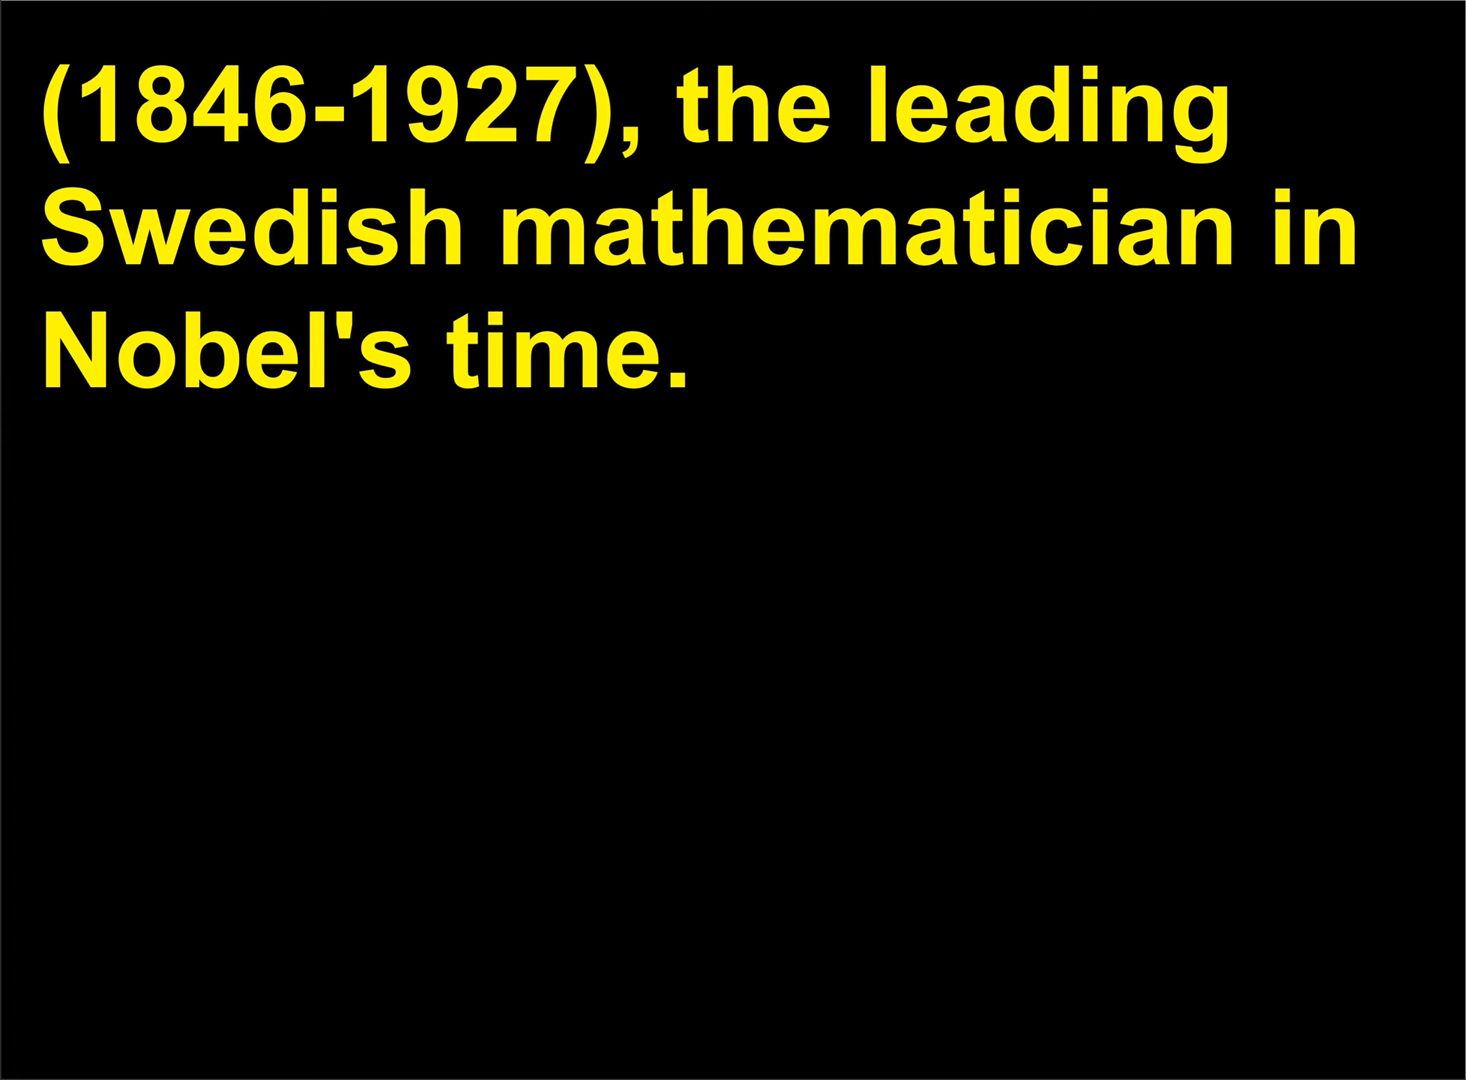 (1846-1927), the leading
Swedish mathematician in
Nobel's time.